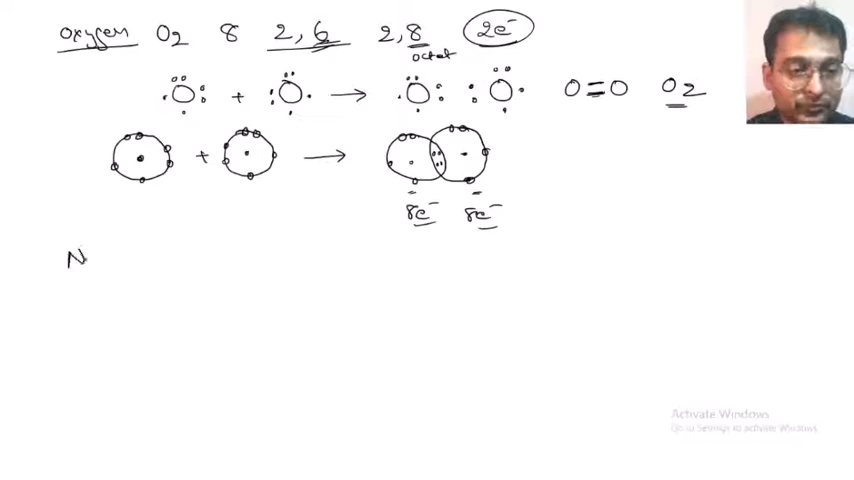 Oxygen O2 8 2, 6 2, 8 2e⁻
octet
O + O → O O O=O O2
+ →
8e⁻ 8e⁻
N
Activate Windows
Go to Settings to activate Windows.